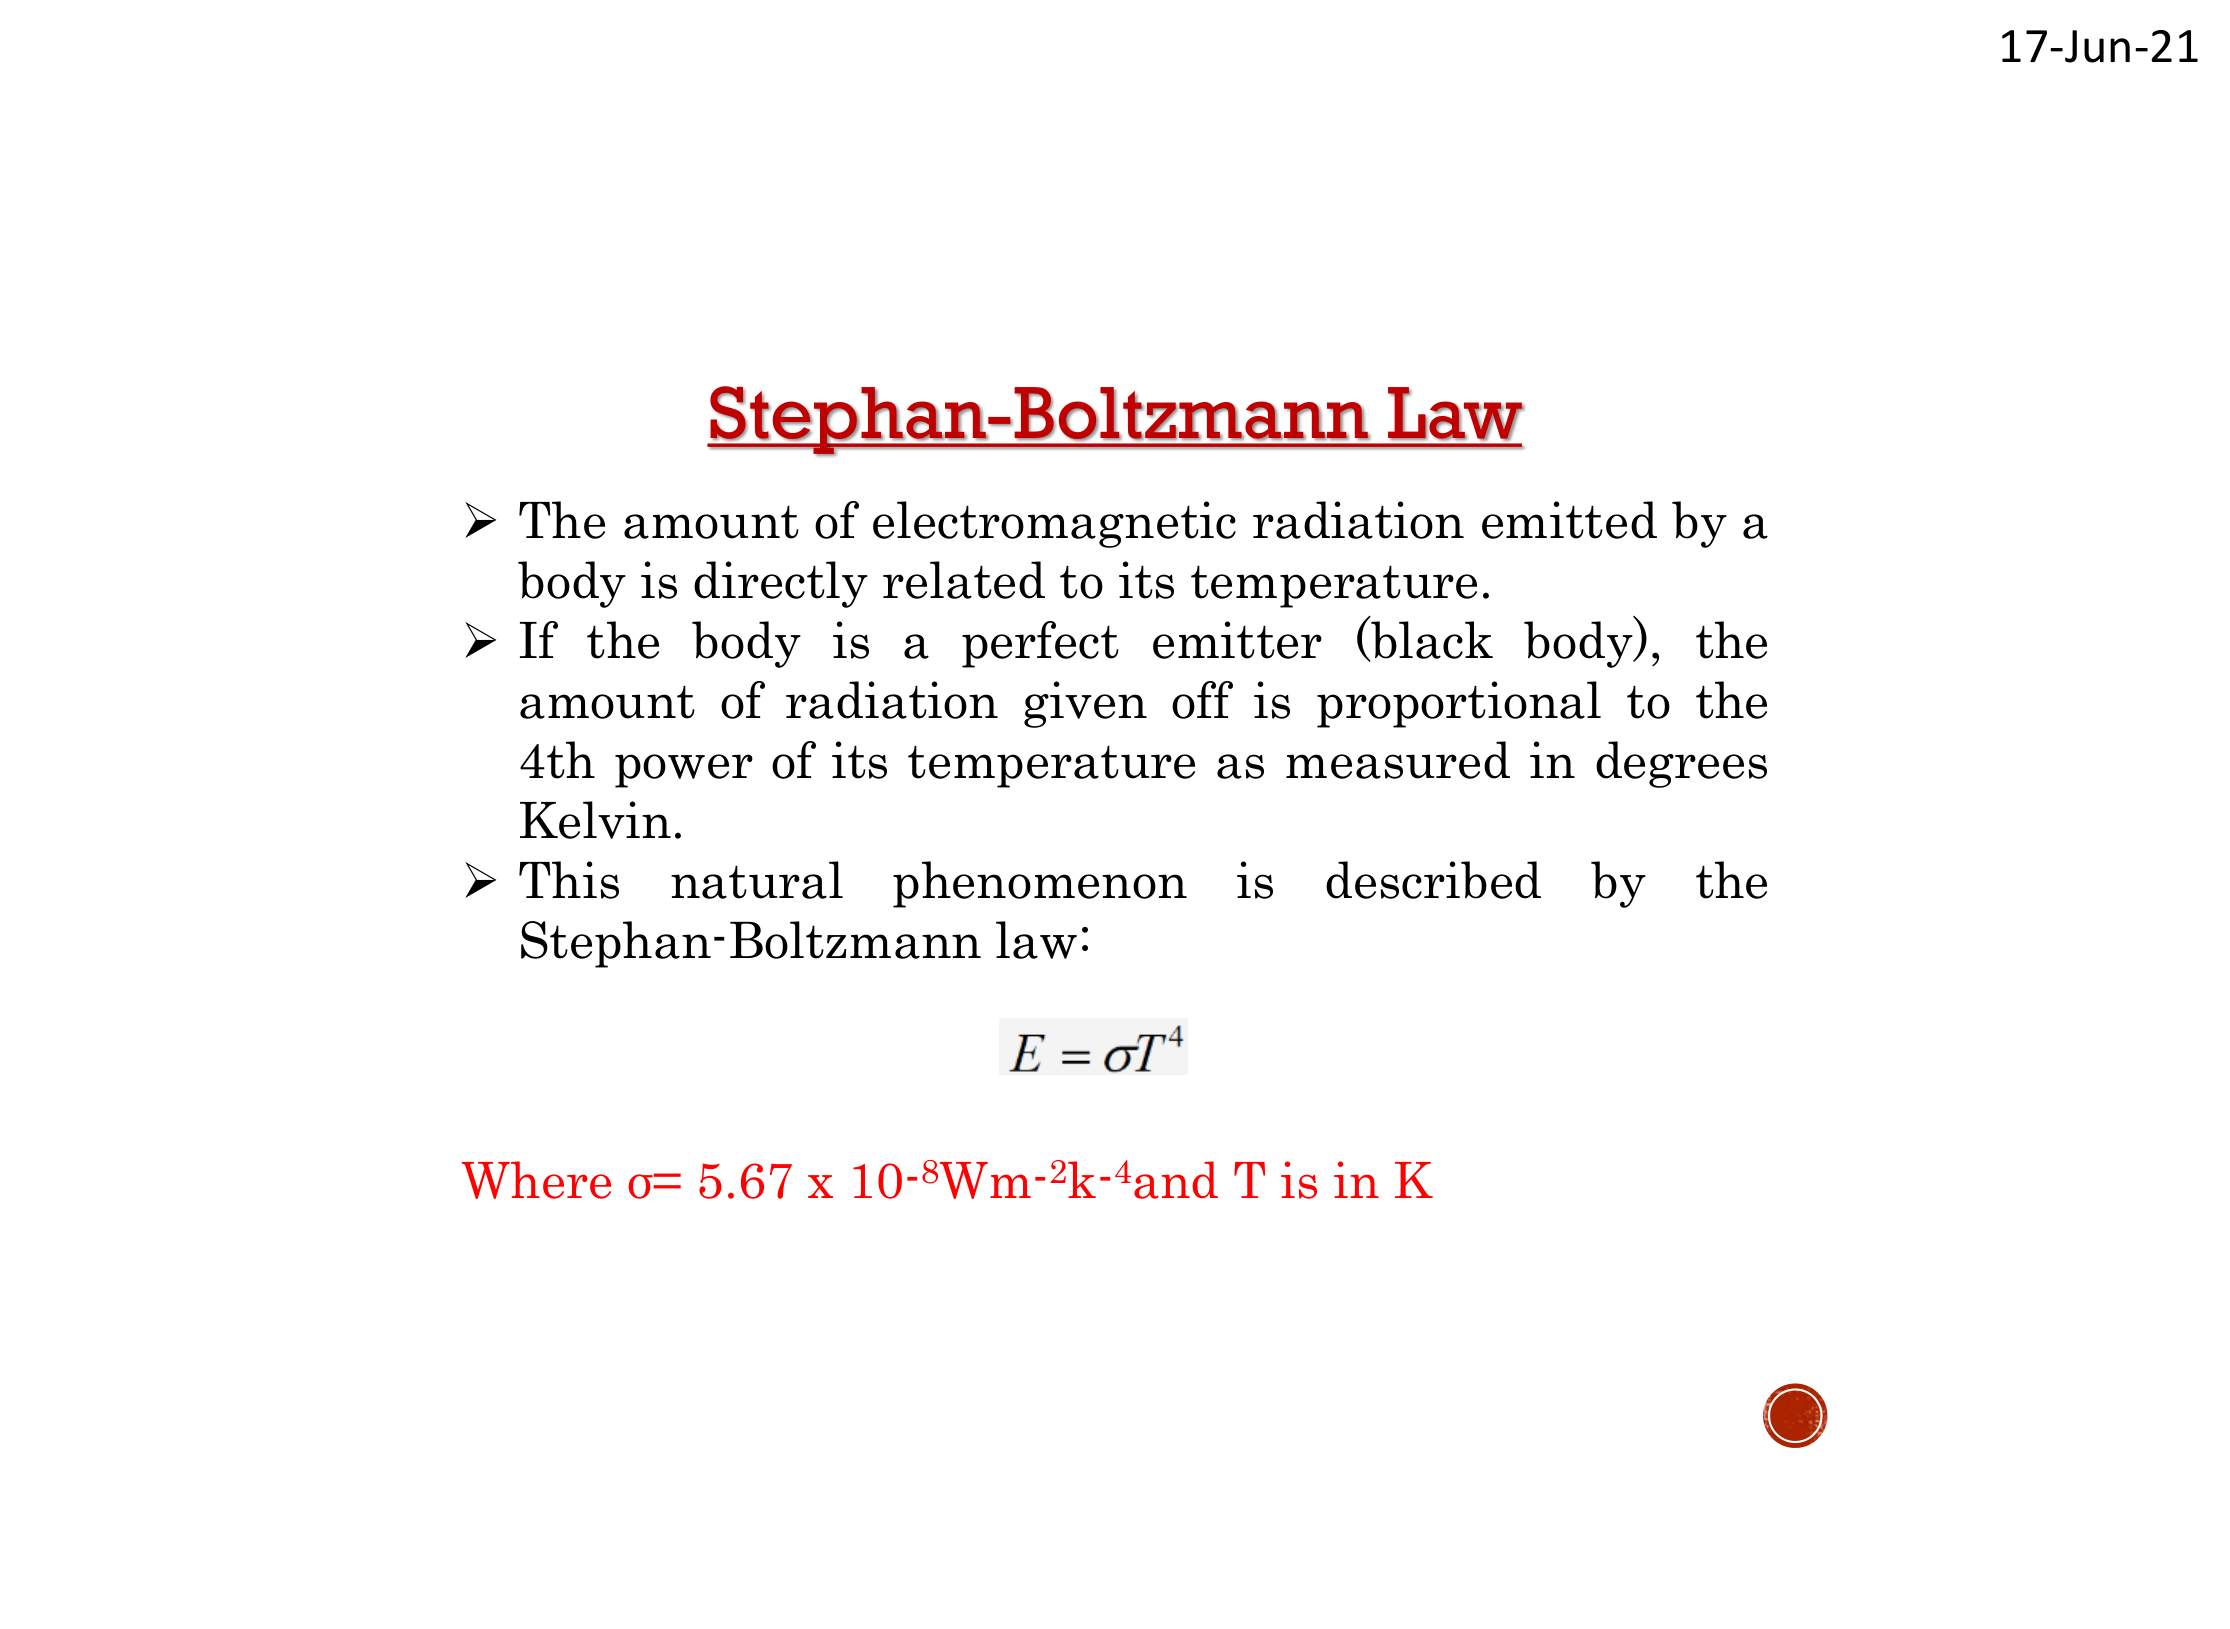 17-Jun-21
Stephan-Boltzmann Law
➢ The amount of electromagnetic radiation emitted by a
body is directly related to its temperature.
➢ If the body is a perfect emitter (black body), the
amount of radiation given off is proportional to the
4th power of its temperature as measured in degrees
Kelvin.
➢ This natural phenomenon is described by the
Stephan-Boltzmann law:
E = σT⁴
Where σ= 5.67 x 10-⁸Wm-²k-⁴and T is in K